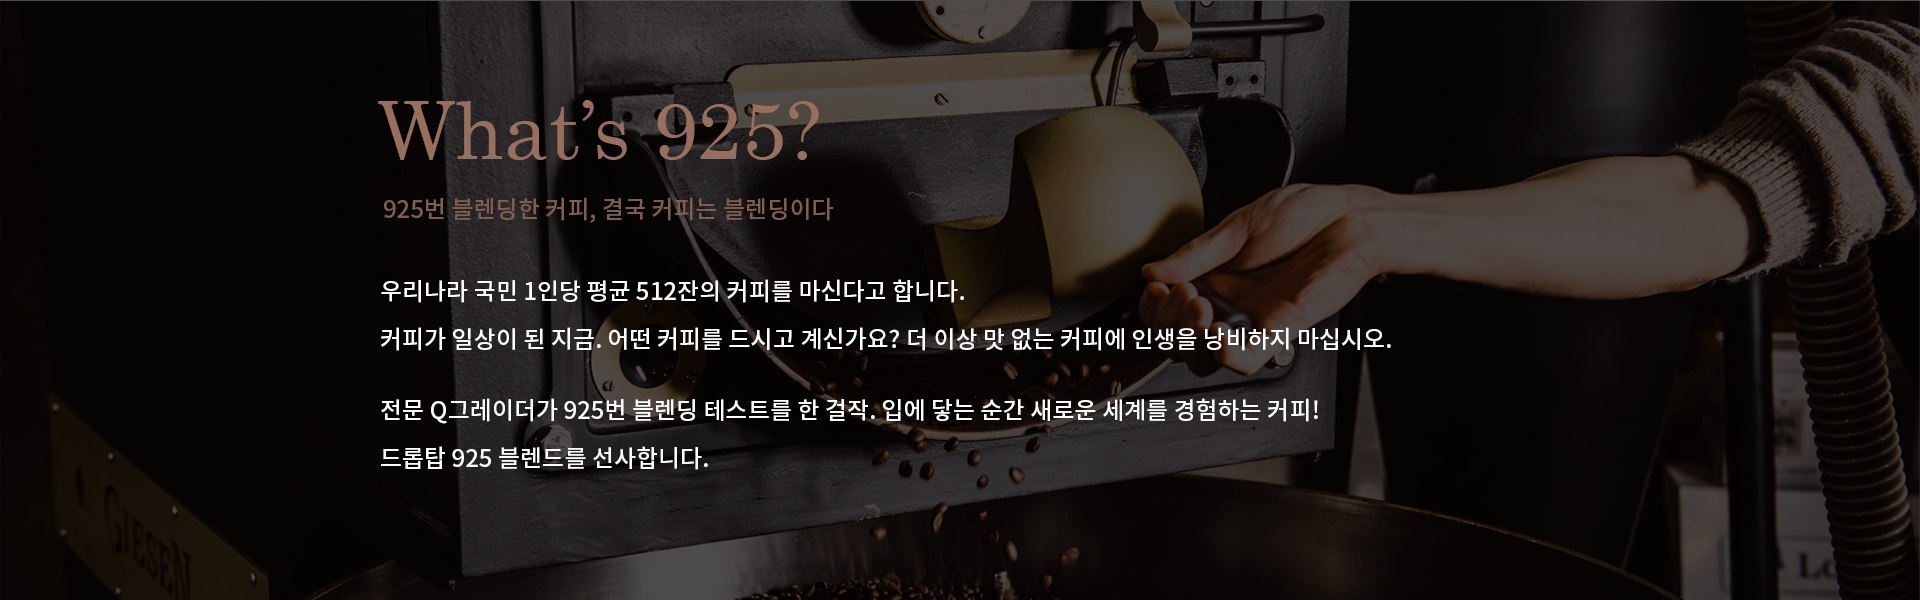 What's 925?
925번 블렌딩한 커피, 결국 커피는 블렌딩이다
우리나라 국민 1인당 평균 512잔의 커피를 마신다고 합니다.
커피가 일상이 된 지금. 어떤 커피를 드시고 계신가요? 더 이상 맛 없는 커피에 인생을 낭비하지 마십시오.
전문 Q그레이더가 925번 블렌딩 테스트를 한 걸작. 입에 닿는 순간 새로운 세계를 경험하는 커피!
드롭탑 925 블렌드를 선사합니다.
GIESEN